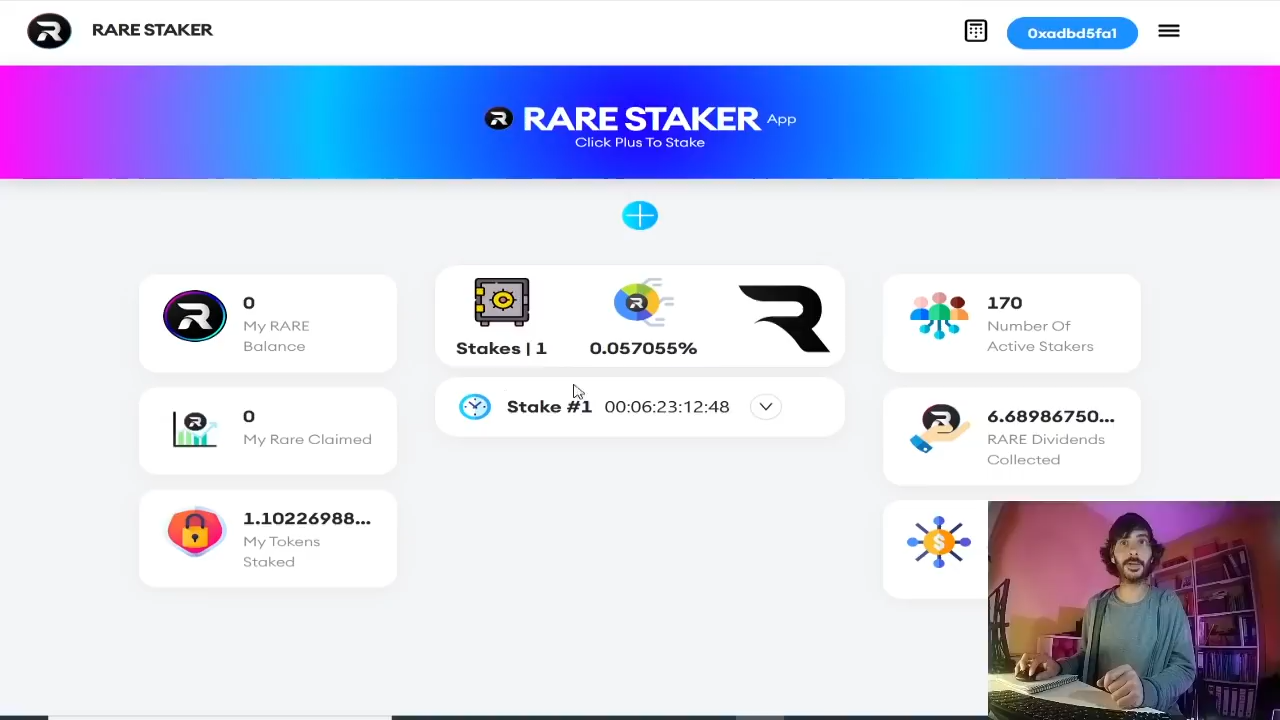 RARE STAKER
0xadbd5fa1
RARE STAKER App
Click Plus To Stake
0
My RARE
Balance
0
My Rare Claimed
1.10226988...
My Tokens
Staked
Stakes | 1
0.057055%
Stake #1 00:06:23:12:48
170
Number Of
Active Stakers
6.68986750...
RARE Dividends
Collected